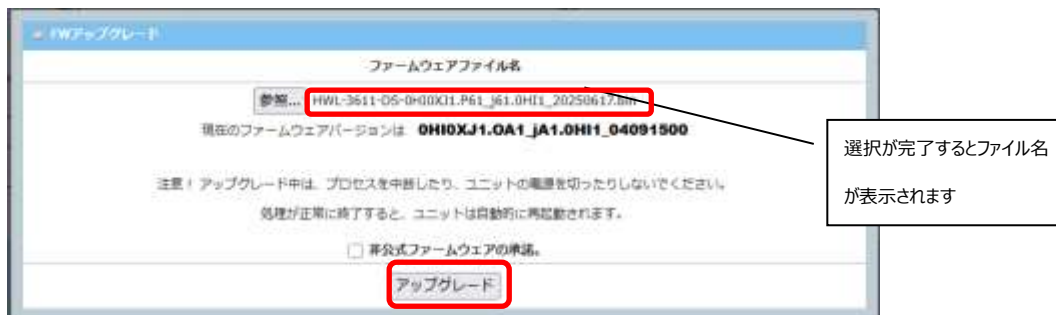 FWアップグレード
ファームウェアファイル名
参照... HWL-3611-DS-0HI0XJ1.P61_j61.0HI1_20250617.bin
現在のファームウェアバージョンは 0HI0XJ1.OA1_jA1.0HI1_04091500
注意！アップグレード中は、プロセスを中断したり、ユニットの電源を切ったりしないでください。
処理が正常に終了すると、ユニットは自動的に再起動されます。
非公式ファームウェアの承諾。
アップグレード
選択が完了するとファイル名
が表示されます